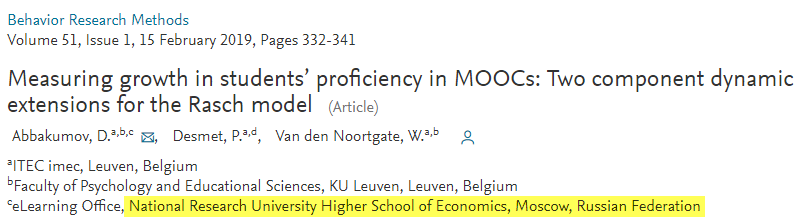 Behavior Research Methods
Volume 51, Issue 1, 15 February 2019, Pages 332-341
Measuring growth in students’ proficiency in MOOCs: Two component dynamic
extensions for the Rasch model (Article)
Abbakumov, D.a,b,c, Desmet, P.a,d, Van den Noortgate, W.a,b
aITEC imec, Leuven, Belgium
bFaculty of Psychology and Educational Sciences, KU Leuven, Leuven, Belgium
ceLearning Office, National Research University Higher School of Economics, Moscow, Russian Federation